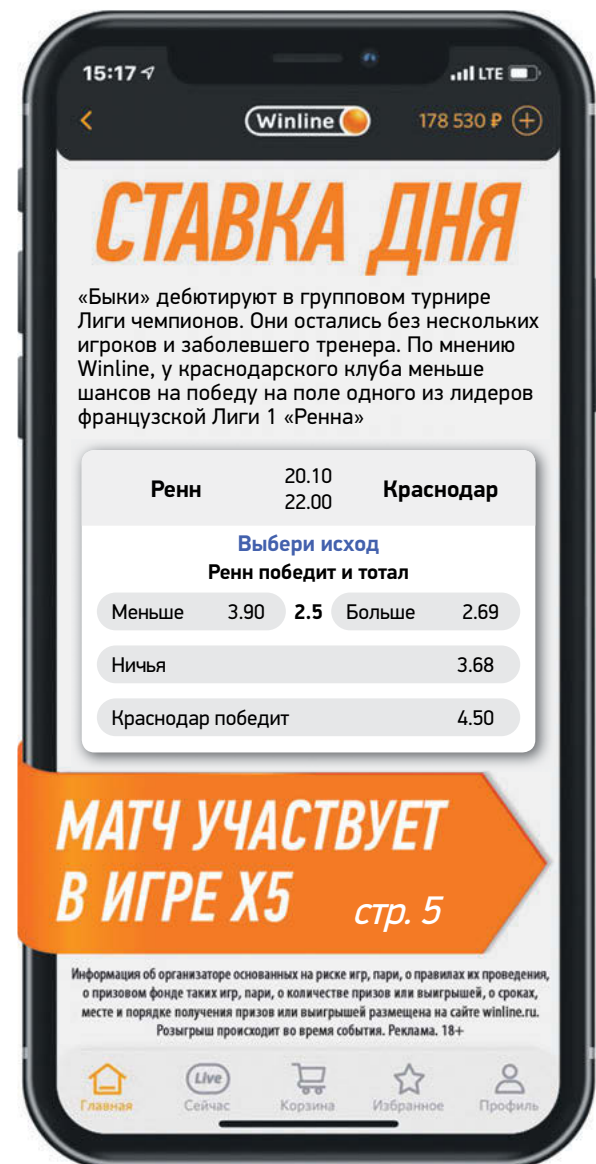 15:17
LTE
Winline
178 530 ₽
СТАВКА ДНЯ
«Быки» дебютируют в групповом турнире
Лиги чемпионов. Они остались без нескольких
игроков и заболевшего тренера. По мнению
Winline, у краснодарского клуба меньше
шансов на победу на поле одного из лидеров
французской Лиги 1 «Ренна»
Ренн 20.10 22.00 Краснодар
Выбери исход
Ренн победит и тотал
Меньше 3.90 2.5 Больше 2.69
Ничья 3.68
Краснодар победит 4.50
МАТЧ УЧАСТВУЕТ
В ИГРЕ X5 стр. 5
Информация об организаторе основанных на риске игр, пари, о правилах их проведения,
о призовом фонде таких игр, пари, о количестве призов или выигрышей, о сроках,
месте и порядке получения призов или выигрышей размещена на сайте winline.ru.
Розыгрыш происходит во время события. Реклама. 18+
Live
Главная Сейчас Корзина Избранное Профиль